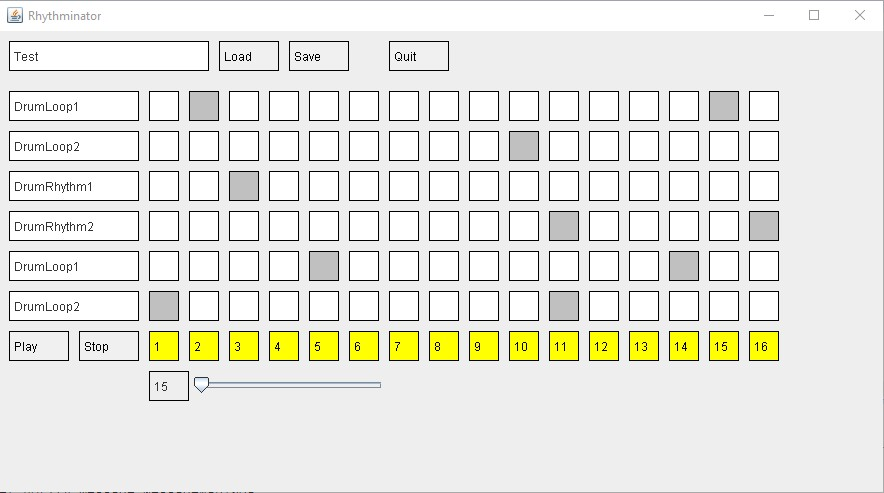 Rhythminator
Test Load Save Quit
DrumLoop1
DrumLoop2
DrumRhythm1
DrumRhythm2
DrumLoop1
DrumLoop2
Play Stop 1 2 3 4 5 6 7 8 9 10 11 12 13 14 15 16
15